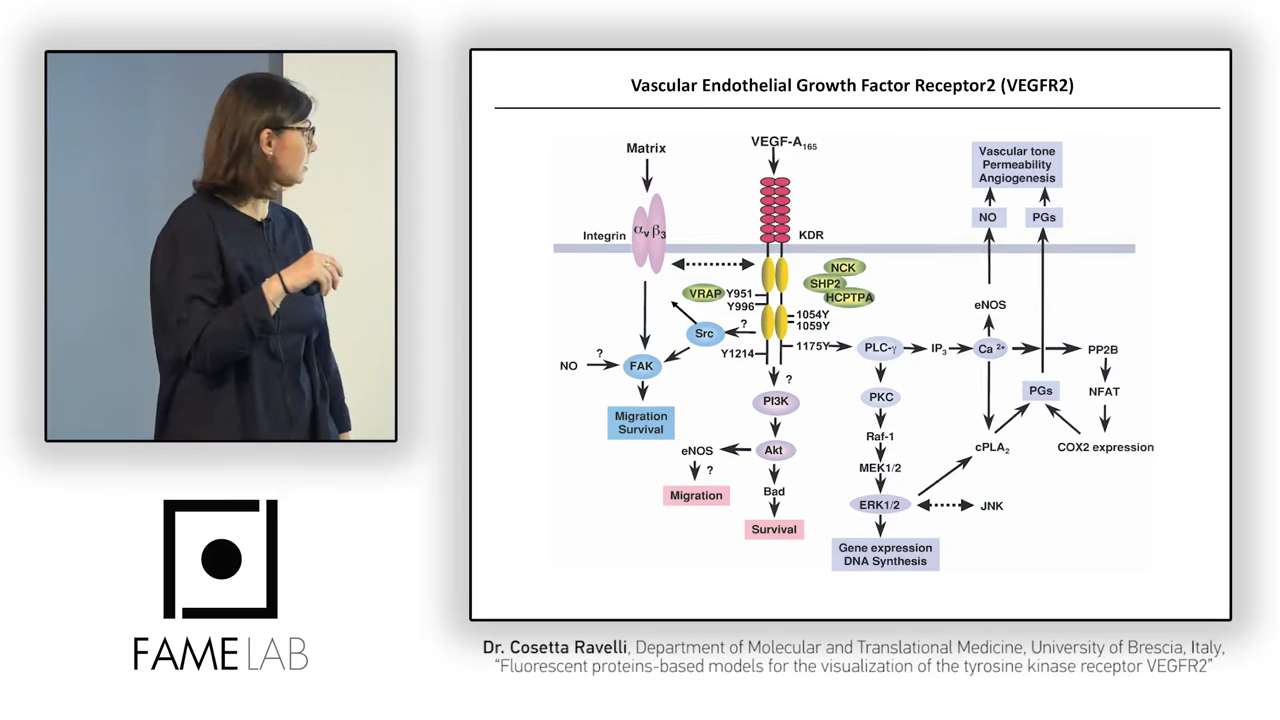 Vascular Endothelial Growth Factor Receptor2 (VEGFR2)
Matrix
VEGF-A165
Vascular tone
Permeability
Angiogenesis
NO
PGs
Integrin
αvβ3
KDR
NCK
SHP2
HCPTPA
VRAP
Y951
Y996
1054Y
1059Y
Src
?
eNOS
Y1214
1175Y
PLC-γ
IP3
Ca 2+
PP2B
NO
?
FAK
?
PI3K
PKC
PGs
NFAT
Migration
Survival
Raf-1
eNOS
Akt
cPLA2
COX2 expression
?
MEK1/2
Migration
Bad
ERK1/2
JNK
Survival
Gene expression
DNA Synthesis
FAMELAB
Dr. Cosetta Ravelli, Department of Molecular and Translational Medicine, University of Brescia, Italy,
“Fluorescent proteins-based models for the visualization of the tyrosine kinase receptor VEGFR2”